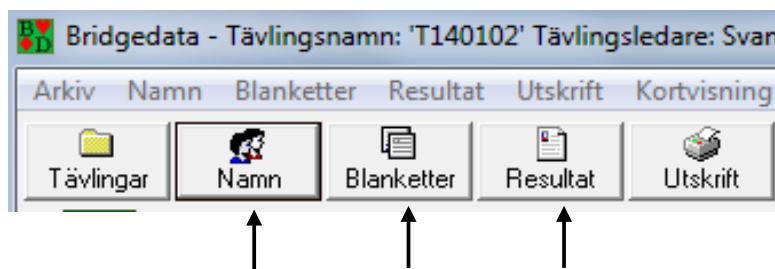 B D Bridgedata - Tävlingsnamn: 'T140102' Tävlingsledare: Svan
Arkiv Namn Blanketter Resultat Utskrift Kortvisning
Tävlingar Namn Blanketter Resultat Utskrift